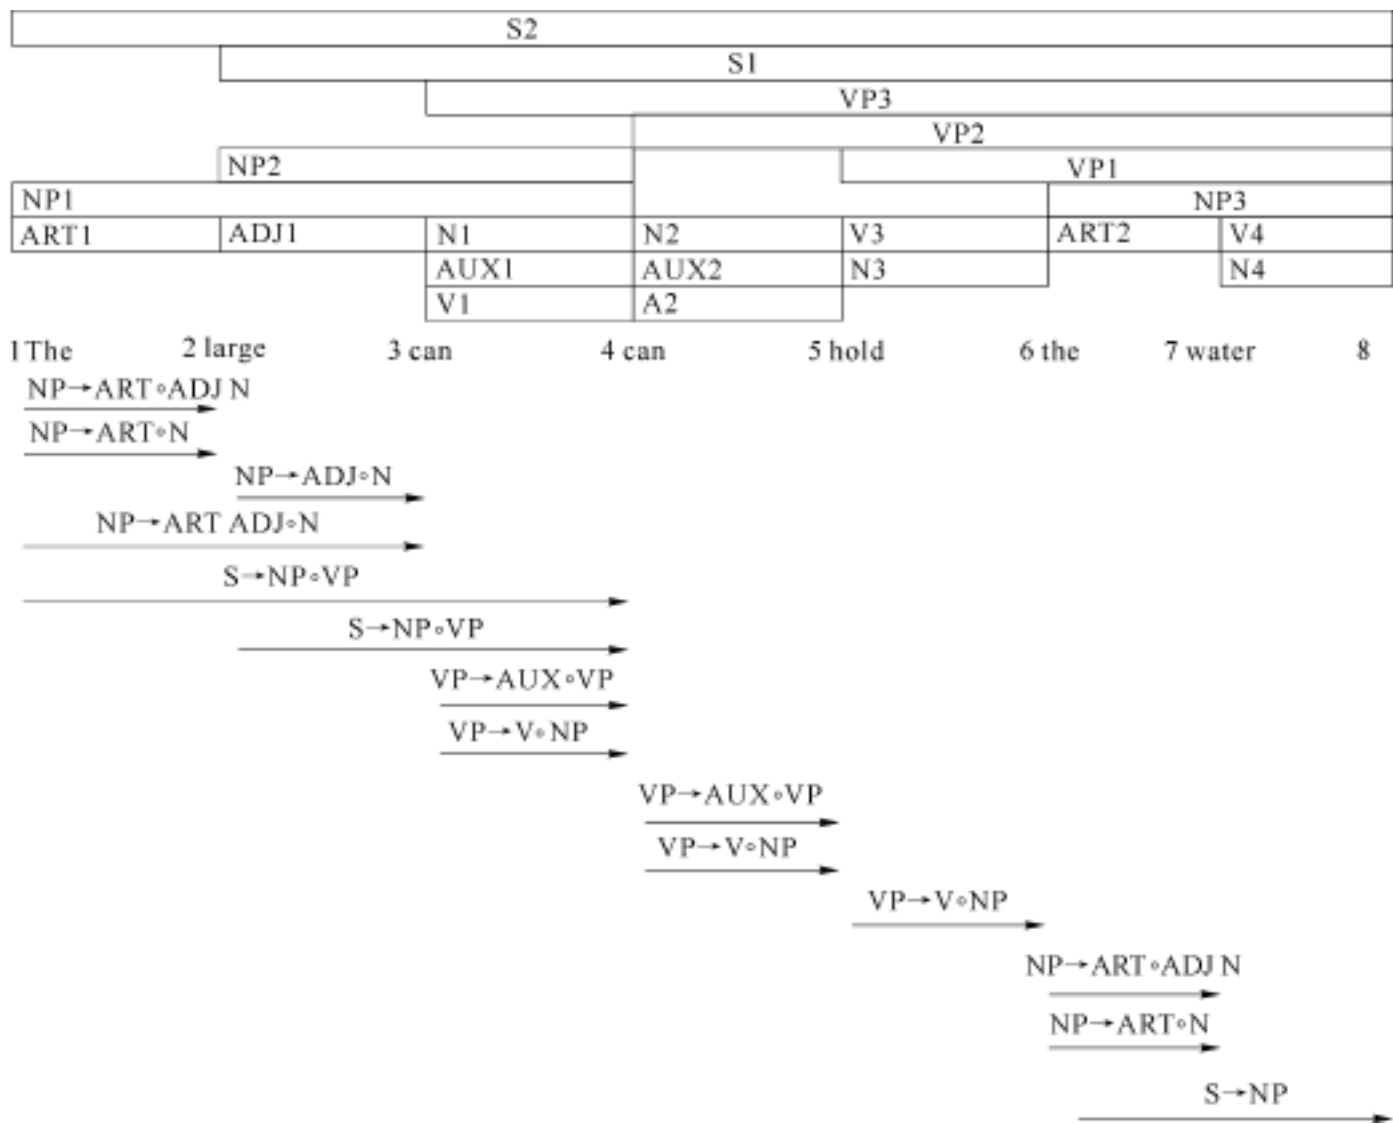 S2
S1
VP3
VP2
NP2 VP1
NP1 NP3
ART1 ADJ1 N1 N2 V3 ART2 V4
AUX1 AUX2 N3 N4
V1 A2
1 The 2 large 3 can 4 can 5 hold 6 the 7 water 8
NP→ART∘ADJ N
NP→ART∘N
NP→ADJ∘N
NP→ART ADJ∘N
S→NP∘VP
S→NP∘VP
VP→AUX∘VP
VP→V∘NP
VP→AUX∘VP
VP→V∘NP
VP→V∘NP
NP→ART∘ADJ N
NP→ART∘N
S→NP